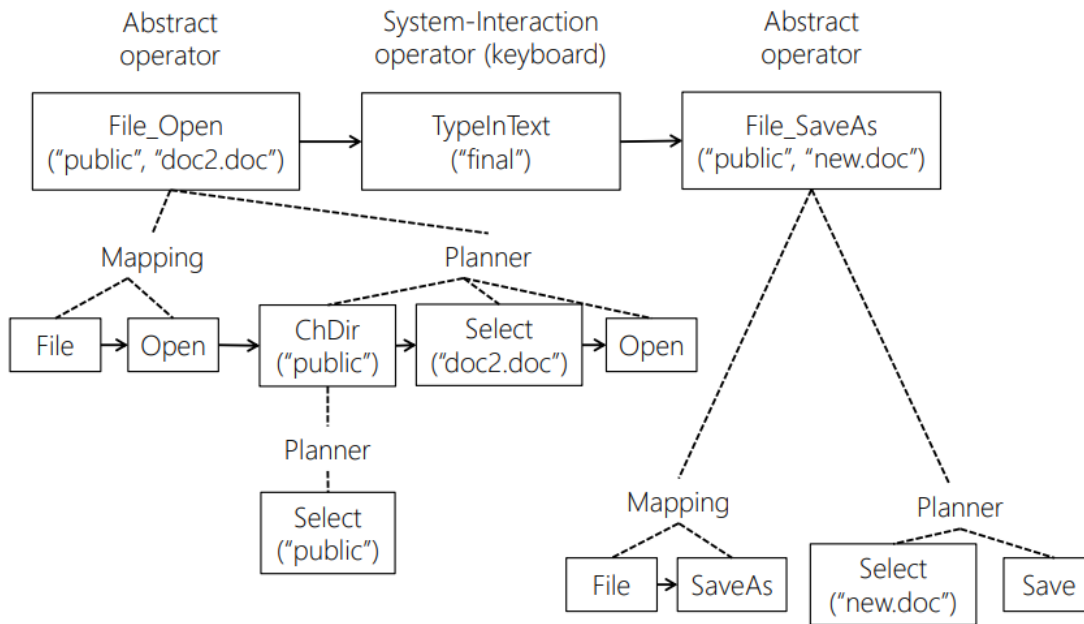 Abstract
operator
System-Interaction
operator (keyboard)
Abstract
operator
File_Open
(“public”, “doc2.doc”)
TypeInText
(“final”)
File_SaveAs
(“public”, “new.doc”)
Mapping
Planner
File
Open
ChDir
(“public”)
Select
(“doc2.doc”)
Open
Planner
Select
(“public”)
Mapping
Planner
File
SaveAs
Select
(“new.doc”)
Save